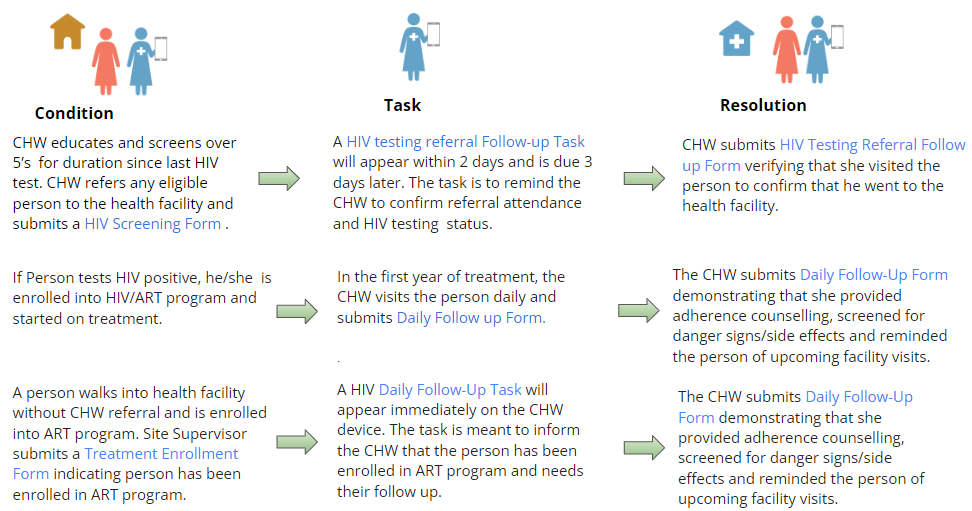 Condition
Task
Resolution
CHW educates and screens over
5’s for duration since last HIV
test. CHW refers any eligible
person to the health facility and
submits a HIV Screening Form .
A HIV testing referral Follow-up Task
will appear within 2 days and is due 3
days later. The task is to remind the
CHW to confirm referral attendance
and HIV testing status.
CHW submits HIV Testing Referral Follow
up Form verifying that she visited the
person to confirm that he went to the
health facility.
If Person tests HIV positive, he/she is
enrolled into HIV/ART program and
started on treatment.
In the first year of treatment, the
CHW visits the person daily and
submits Daily Follow up Form.
.
The CHW submits Daily Follow-Up Form
demonstrating that she provided
adherence counselling, screened for
danger signs/side effects and reminded
the person of upcoming facility visits.
A person walks into health facility
without CHW referral and is enrolled
into ART program. Site Supervisor
submits a Treatment Enrollment
Form indicating person has been
enrolled in ART program.
A HIV Daily Follow-Up Task will
appear immediately on the CHW
device. The task is meant to inform
the CHW that the person has been
enrolled in ART program and needs
their follow up.
The CHW submits Daily Follow-Up
Form demonstrating that she
provided adherence counselling,
screened for danger signs/side
effects and reminded the person of
upcoming facility visits.